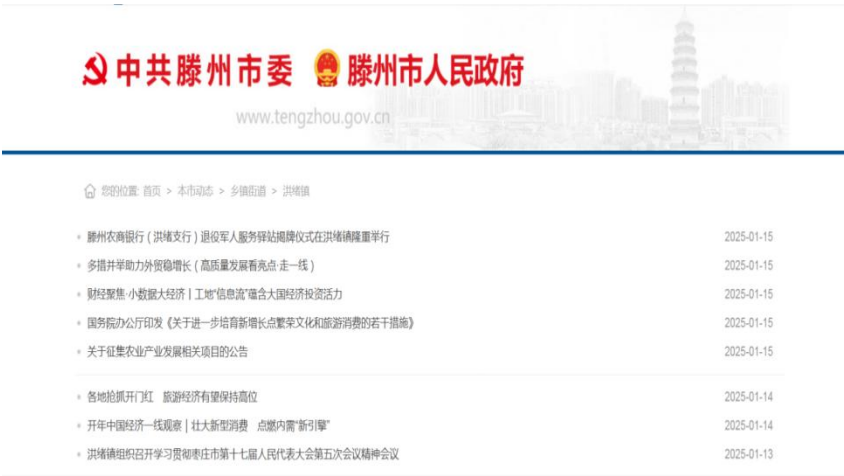 中共滕州市委 滕州市人民政府
www.tengzhou.gov.cn
您的位置: 首页 > 本市动态 > 乡镇街道 > 洪绪镇
滕州农商银行（洪绪支行）退役军人服务驿站揭牌仪式在洪绪镇隆重举行 2025-01-15
多措并举助力外贸稳增长（高质量发展看亮点·走一线） 2025-01-15
财经聚焦·小数据大经济丨工地“信息流”蕴含大国经济投资活力 2025-01-15
国务院办公厅印发《关于进一步培育新增长点繁荣文化和旅游消费的若干措施》 2025-01-15
关于征集农业产业发展相关项目的公告 2025-01-15
各地抢抓开门红 旅游经济有望保持高位 2025-01-14
开年中国经济一线观察 | 壮大新型消费 点燃内需“新引擎” 2025-01-14
洪绪镇组织召开学习贯彻枣庄市第十七届人民代表大会第五次会议精神会议 2025-01-13